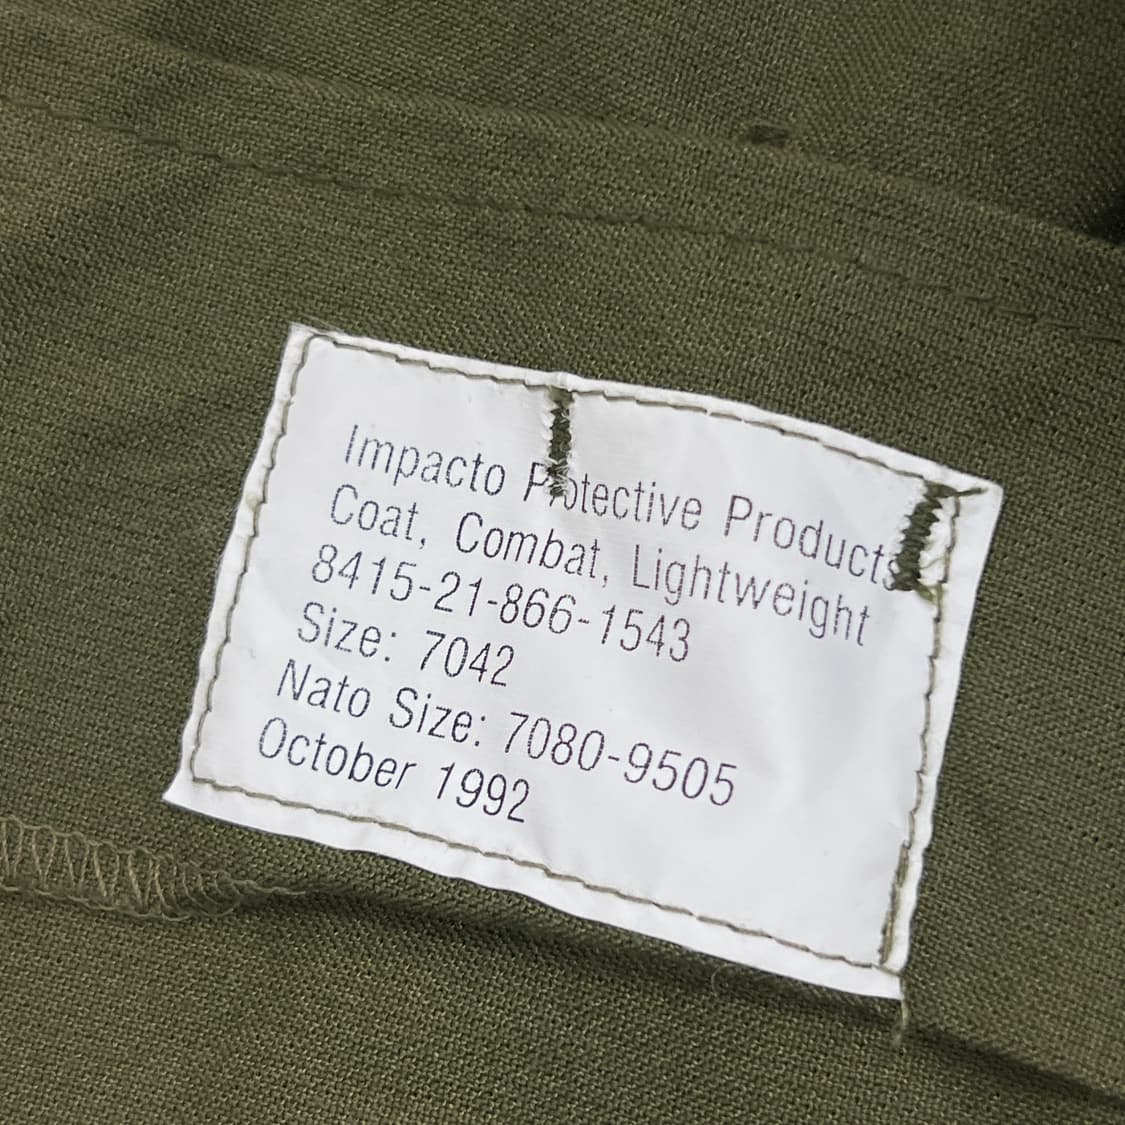 Impacto Protective Products
Coat, Combat, Lightweight
8415-21-866-1543
Size: 7042
Nato Size: 7080-9505
October 1992